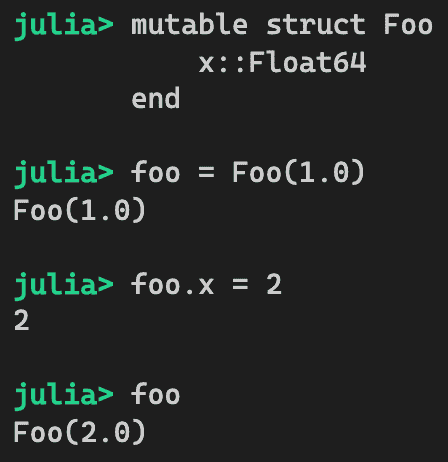 julia> mutable struct Foo
           x::Float64
       end
julia> foo = Foo(1.0)
Foo(1.0)
julia> foo.x = 2
2
julia> foo
Foo(2.0)